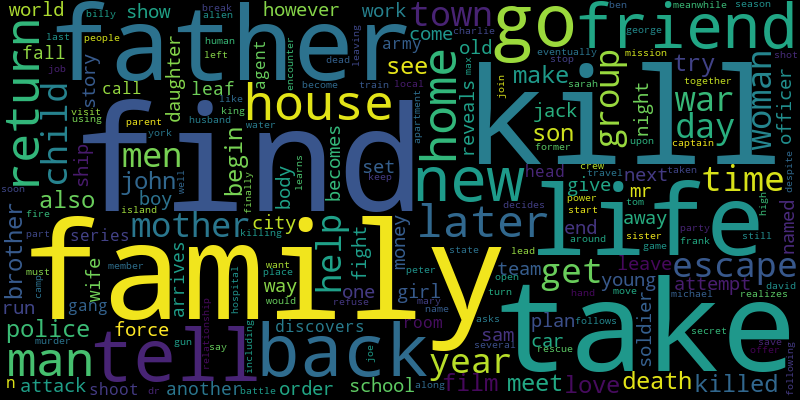 world
billy
show
however
work
town
go
friend
ben
meanwhile
season
last
father
come
george
alien
break
people
army
old
charlie
eventually
mission
shot
fall
story
human
left
dead
leaving
see
stop
try
job
call
leaf
daughter
agent
encounter
become
train
local
home
reveals
max
make
sarah
join
kill
together
group
war
woman
officer
return
child
visit
using
like
king
husband
water
house
apartment
jack
night
day
son
former
upon
captain
parent
york
find
men
begin
becomes
body
learns
set
keep
new
head
despite
crew
taken
next
time
ship
john
boy
well
finally
island
decides
power
start
give
mr
tom
away
life
high
named
soon
also
fire
part
series
mother
city
killing
help
fight
money
later
end
sister
around
game
party
frank
still
brother
must
camp
wife
member
family
arrives
want
place
way
would
hospital
one
refuse
peter
girl
mary
name
state
lead
team
open
turn
get
leave
young
move
escape
attempt
michael
david
realizes
run
gang
police
force
relationship
discovers
room
asks
several
sam
plan
car
rescue
hand
follows
soldier
take
secret
save
offer
following
man
murder
tell
gun
say
including
back
joe
year
n
attack
shoot
dr
another
battle
order
school
along
film
meet
love
death
killed